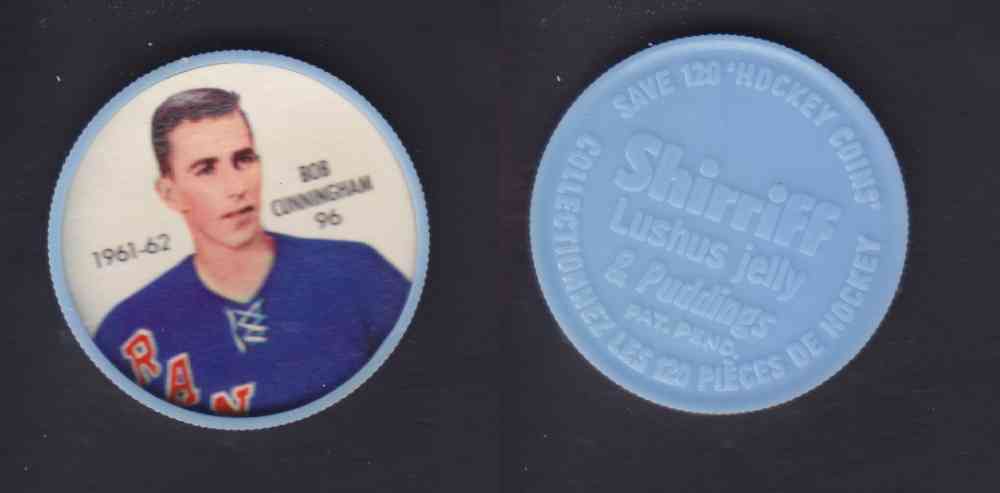 1961-62
BOB
CUNNINGHAM
96
RAN
SAVE 120 "HOCKEY COINS"
Shirriff
Lushus jelly
& Puddings
PAT. PEND.
COLLECTIONNEZ LES 120 PIÈCES DE HOCKEY